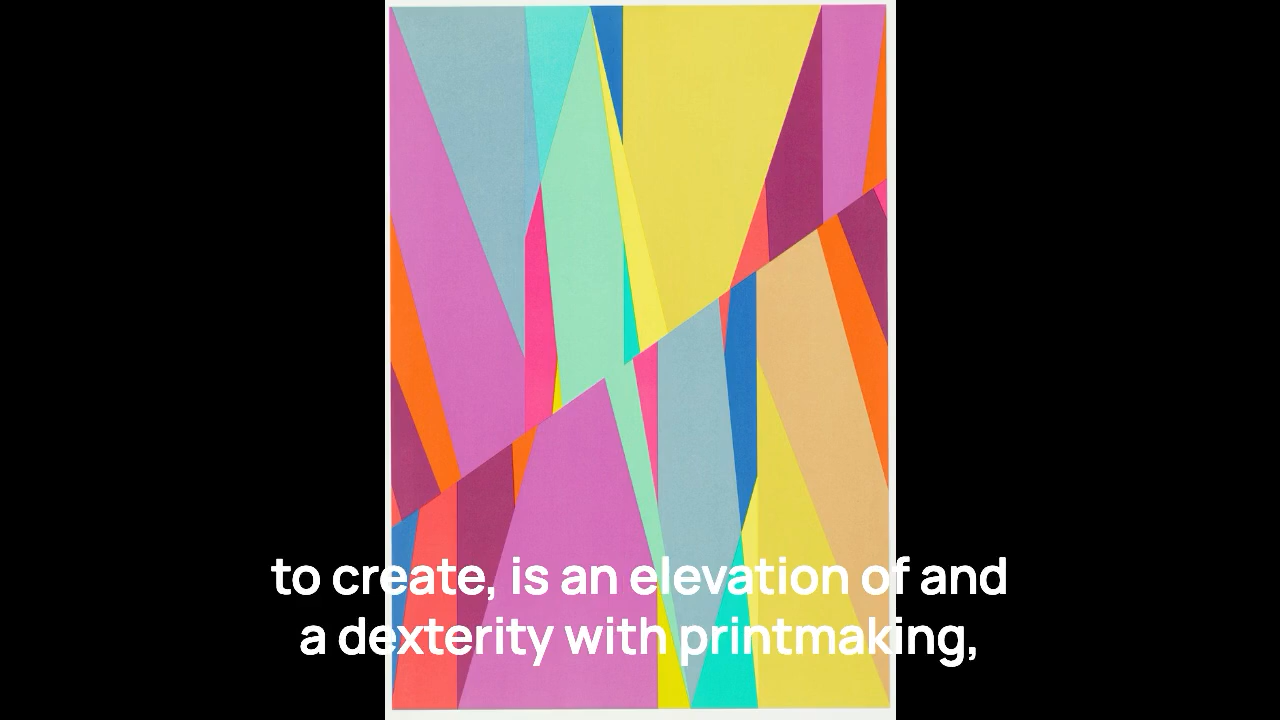 to create, is an elevation of and
a dexterity with printmaking,